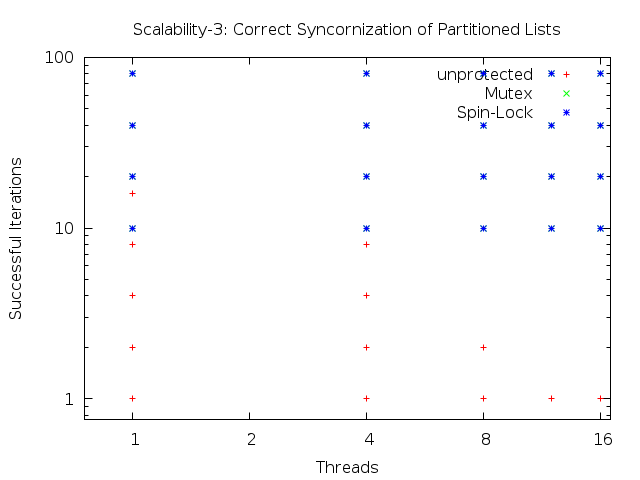 Scalability-3: Correct Syncornization of Partitioned Lists
100
10
1
Successful Iterations
unprotected
Mutex
Spin-Lock
1 2 4 8 16
Threads